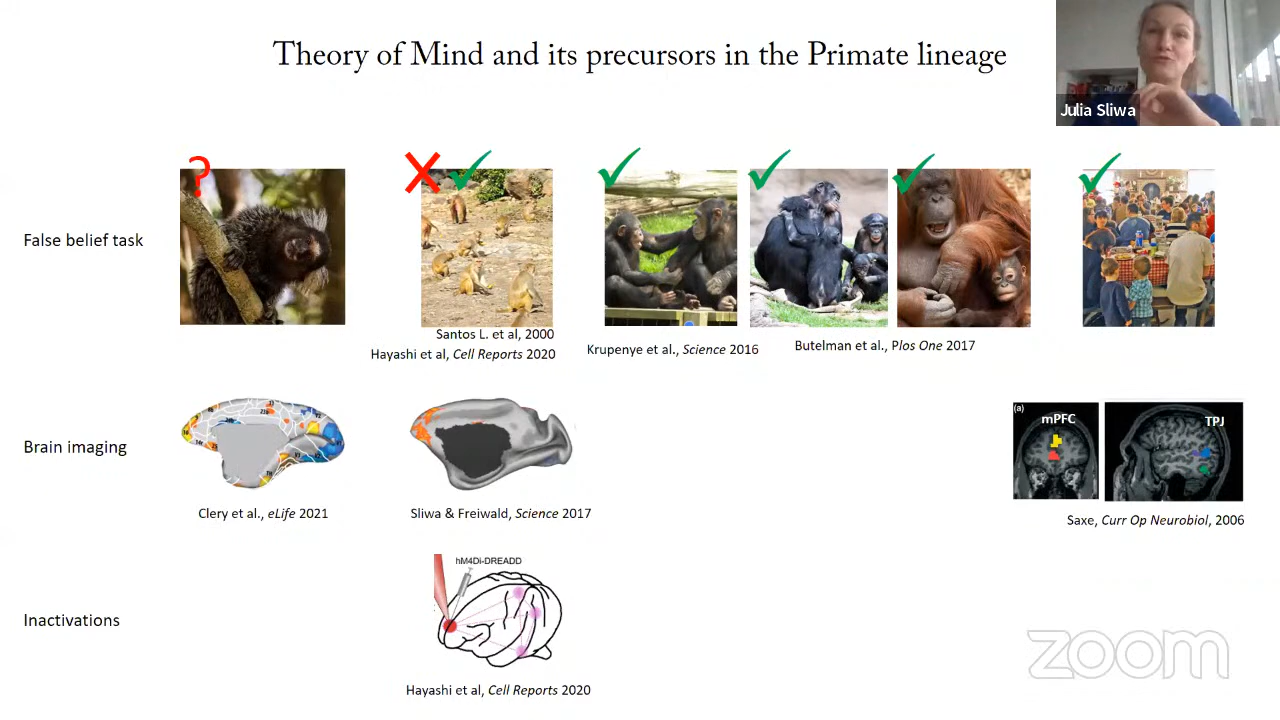 Theory of Mind and its precursors in the Primate lineage
Julia Sliwa
?
False belief task
Santos L. et al, 2000
Hayashi et al, Cell Reports 2020
Krupenye et al., Science 2016
Butelman et al., Plos One 2017
Brain imaging
(a)
mPFC
TPJ
Clery et al., eLife 2021
Sliwa & Freiwald, Science 2017
Saxe, Curr Op Neurobiol, 2006
hM4Di-DREADD
Inactivations
zoom
Hayashi et al, Cell Reports 2020